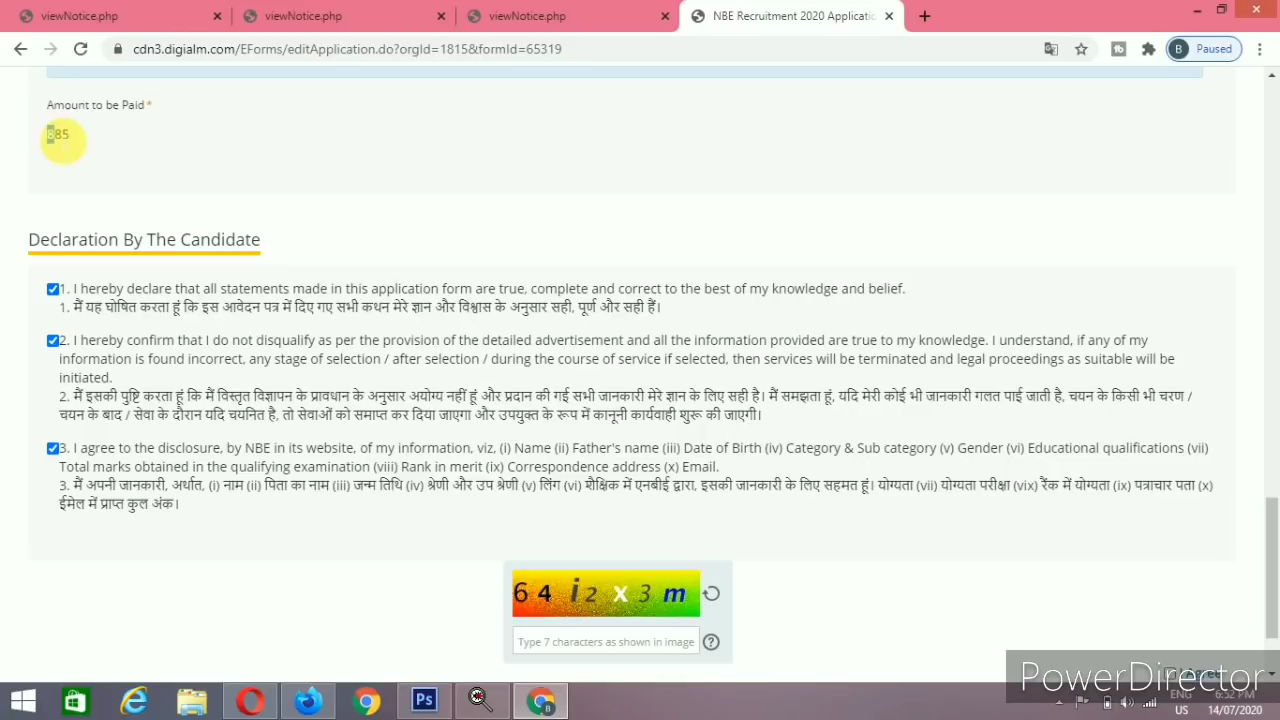 viewNotice.php
viewNotice.php
viewNotice.php
NBE Recruitment 2020 Applicatio
cdn3.digialm.com/EForms/editApplication.do?orgId=1815&formId=65319
B Paused
Amount to be Paid*
885
Declaration By The Candidate
1. I hereby declare that all statements made in this application form are true, complete and correct to the best of my knowledge and belief.
1. मैं यह घोषित करता हूं कि इस आवेदन पत्र में दिए गए सभी कथन मेरे ज्ञान और विश्वास के अनुसार सही, पूर्ण और सही हैं।
2. I hereby confirm that I do not disqualify as per the provision of the detailed advertisement and all the information provided are true to my knowledge. I understand, if any of my
information is found incorrect, any stage of selection / after selection / during the course of service if selected, then services will be terminated and legal proceedings as suitable will be
initiated.
2. मैं इसकी पुष्टि करता हूं कि मैं विस्तृत विज्ञापन के प्रावधान के अनुसार अयोग्य नहीं हूं और प्रदान की गई सभी जानकारी मेरे ज्ञान के लिए सही है। मैं समझता हूं, यदि मेरी कोई भी जानकारी गलत पाई जाती है, चयन के किसी भी चरण /
चयन के बाद / सेवा के दौरान यदि चयनित है, तो सेवाओं को समाप्त कर दिया जाएगा और उपयुक्त के रूप में कानूनी कार्यवाही शुरू की जाएगी।
3. I agree to the disclosure, by NBE in its website, of my information, viz, (i) Name (ii) Father's name (iii) Date of Birth (iv) Category & Sub category (v) Gender (vi) Educational qualifications (vii)
Total marks obtained in the qualifying examination (viii) Rank in merit (ix) Correspondence address (x) Email.
3. मैं अपनी जानकारी, अर्थात, (i) नाम (ii) पिता का नाम (iii) जन्म तिथि (iv) श्रेणी और उप श्रेणी (v) लिंग (vi) शैक्षिक में एनबीई द्वारा, इसकी जानकारी के लिए सहमत हूं। योग्यता (vii) योग्यता परीक्षा (vix) रैंक में योग्यता (ix) पत्राचार पता (x)
ईमेल में प्राप्त कुल अंक।
64i2x3m
Type 7 characters as shown in image
I Agree
PowerDirector
Ps
ENG 6:52 PM
US 14/07/2020